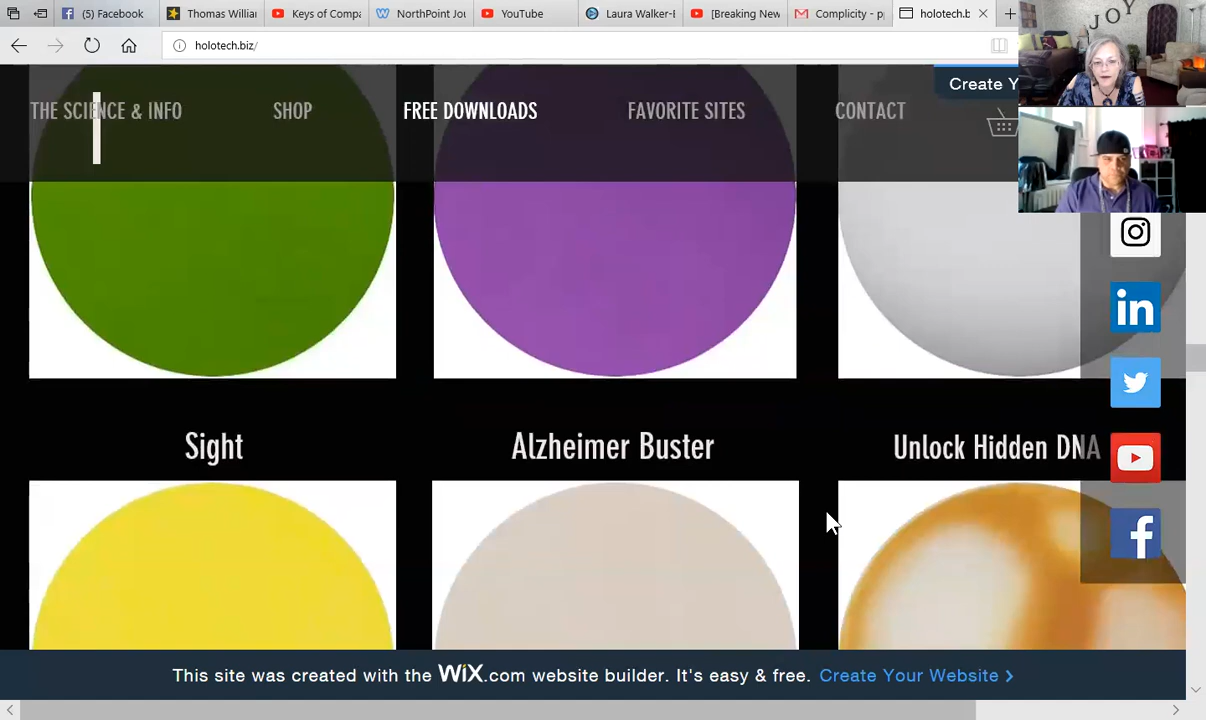 (5) Facebook
Thomas Willia
Keys of Compa
NorthPoint Jou
YouTube
Laura Walker-I
[Breaking New
Complicity - p
holotech.b
holotech.biz/
JOY
Create Y
THE SCIENCE & INFO
SHOP
FREE DOWNLOADS
FAVORITE SITES
CONTACT
Sight
Alzheimer Buster
Unlock Hidden DNA
in
f
This site was created with the WiX.com website builder. It's easy & free. Create Your Website >